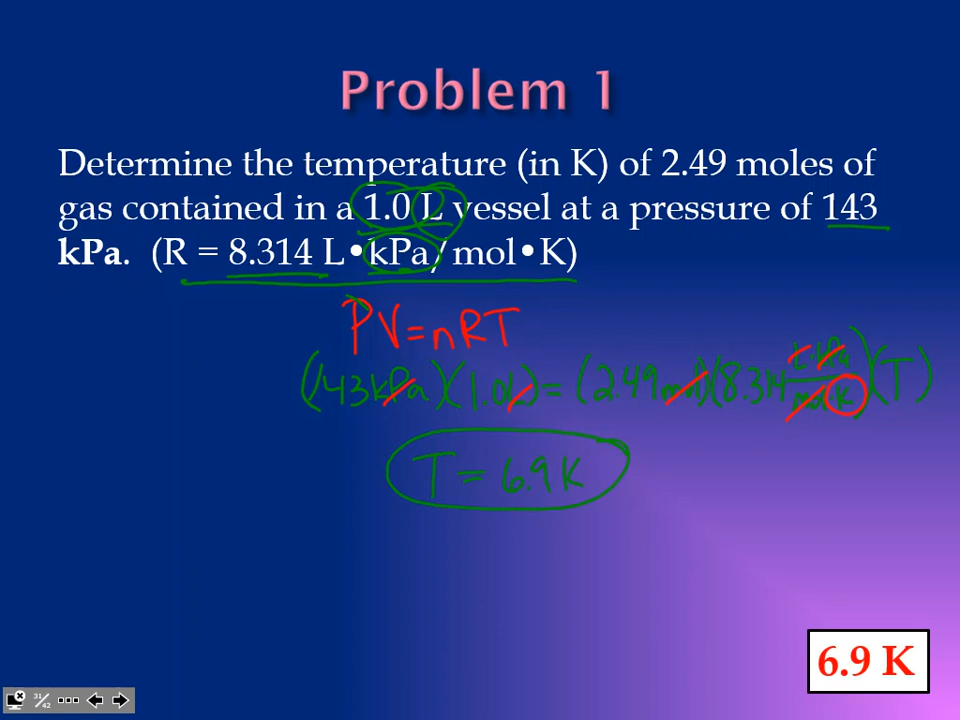 Problem 1
Determine the temperature (in K) of 2.49 moles of
gas contained in a 1.0 L vessel at a pressure of 143
kPa. (R = 8.314 L•kPa/mol•K)
PV=nRT
(143kPa)(1.0L)=(2.49mol)(8.314 L·kPa/mol·K)(T)
T = 6.9K
6.9 K
31/42